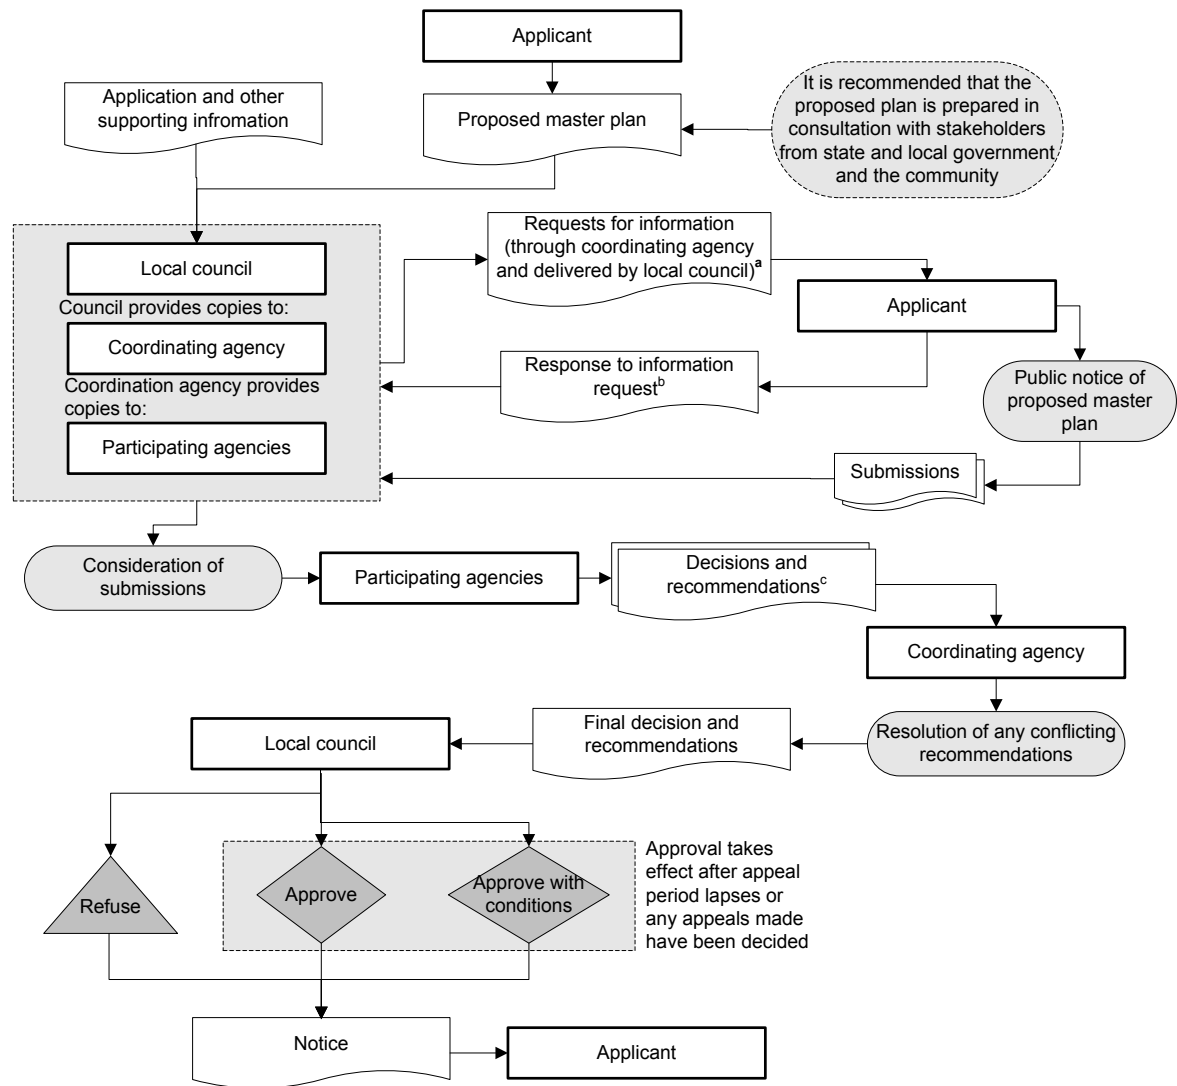 Applicant
Application and other
supporting infromation
Proposed master plan
It is recommended that the
proposed plan is prepared in
consultation with stakeholders
from state and local government
and the community
Local council
Council provides copies to:
Coordinating agency
Coordination agency provides
copies to:
Participating agencies
Requests for information
(through coordinating agency
and delivered by local council)a
Applicant
Response to information
requestb
Public notice of
proposed master
plan
Submissions
Consideration of
submissions
Participating agencies
Decisions and
recommendationsc
Coordinating agency
Resolution of any conflicting
recommendations
Final decision and
recommendations
Local council
Refuse
Approve
Approve with
conditions
Approval takes
effect after appeal
period lapses or
any appeals made
have been decided
Notice
Applicant